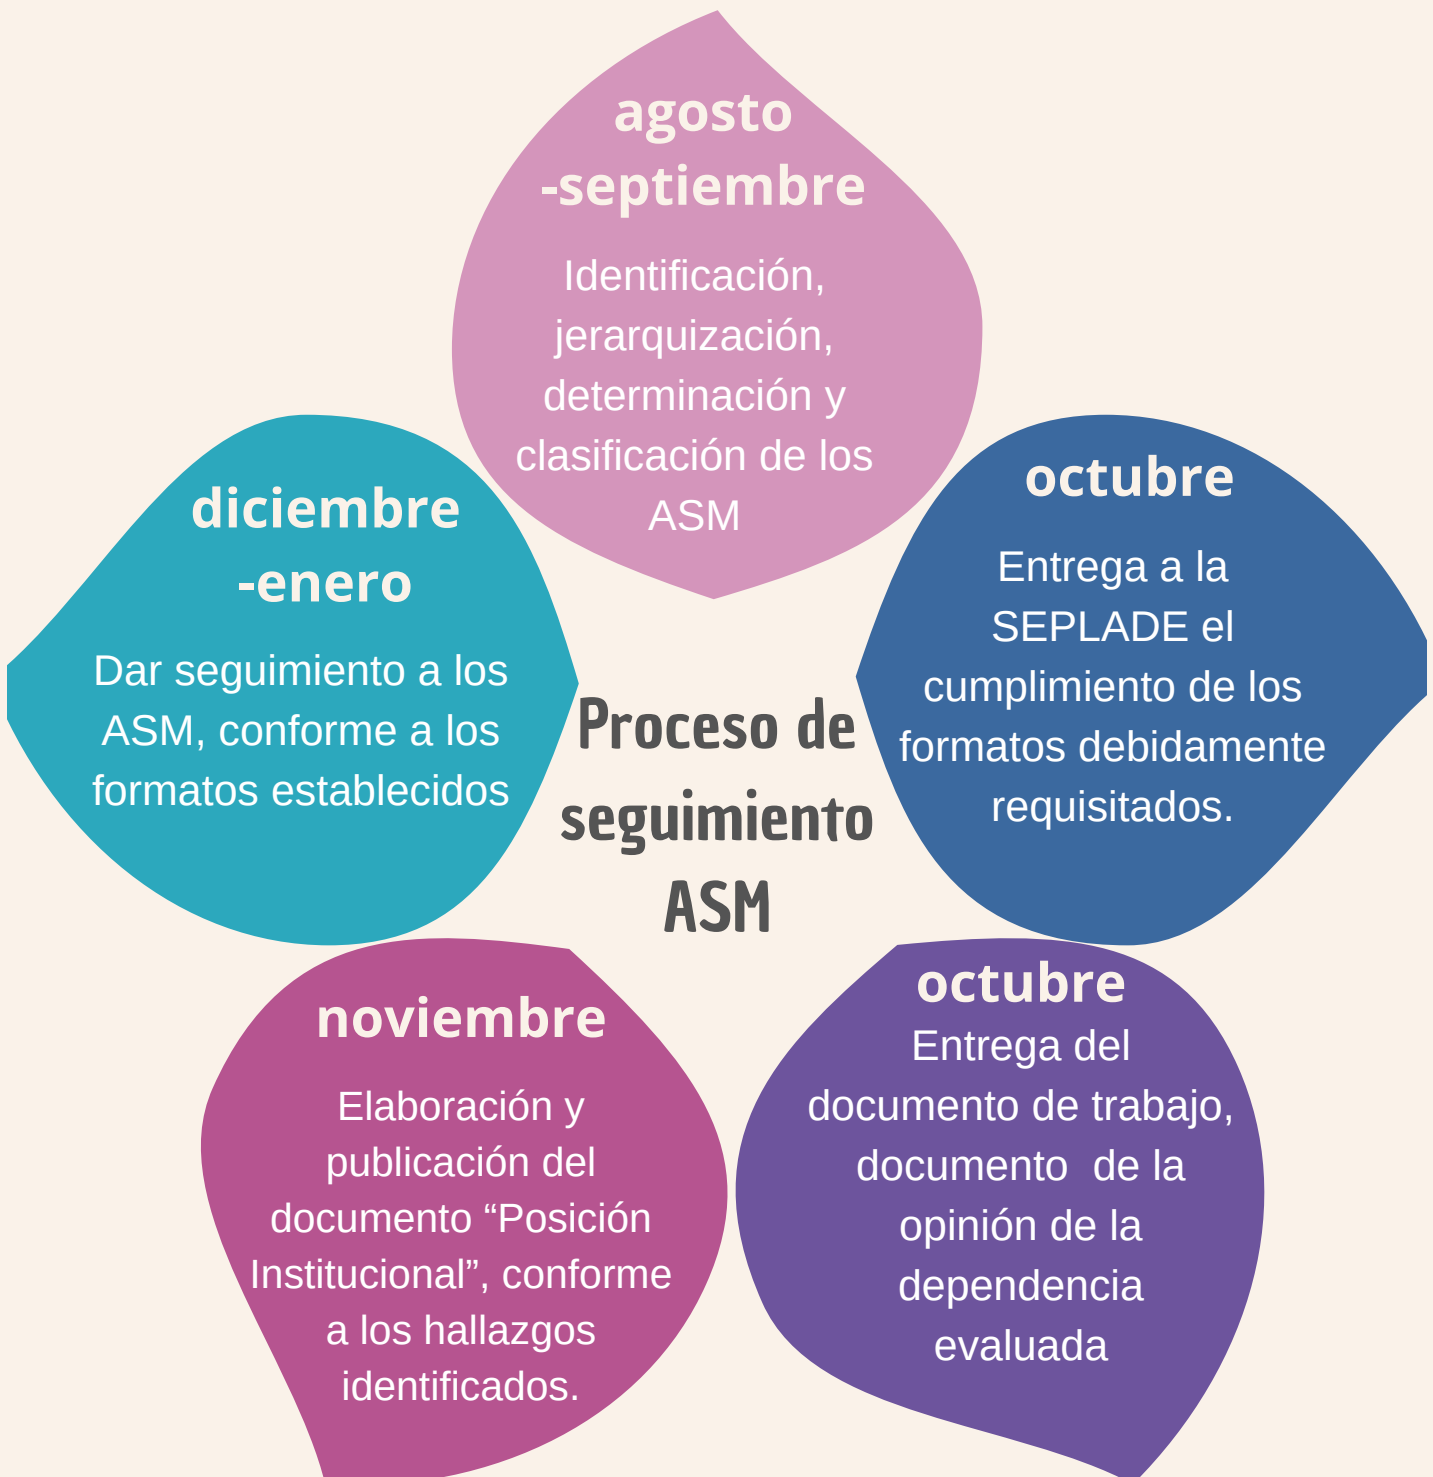 agosto
-septiembre
Identificación,
jerarquización,
determinación y
clasificación de los
ASM
octubre
Entrega a la
SEPLADE el
cumplimiento de los
formatos debidamente
requisitados.
octubre
Entrega del
documento de trabajo,
documento  de la
opinión de la
dependencia
evaluada
noviembre
Elaboración y
publicación del
documento “Posición
Institucional”, conforme
a los hallazgos
identificados.
diciembre
-enero
Dar seguimiento a los
ASM, conforme a los
formatos establecidos
Proceso de
seguimiento
ASM